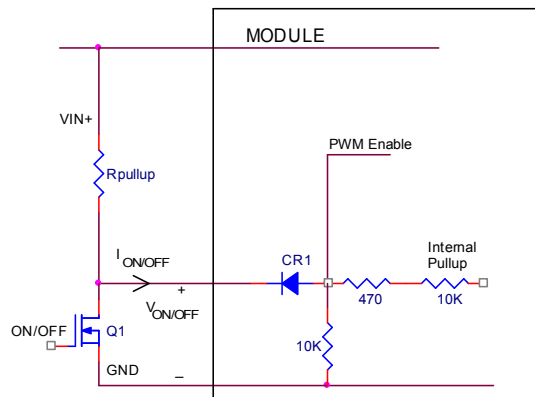 MODULE
VIN+
Rpullup
PWM Enable
I ON/OFF
+
V ON/OFF
CR1
470
Internal
Pullup
10K
ON/OFF
Q1
10K
GND
_